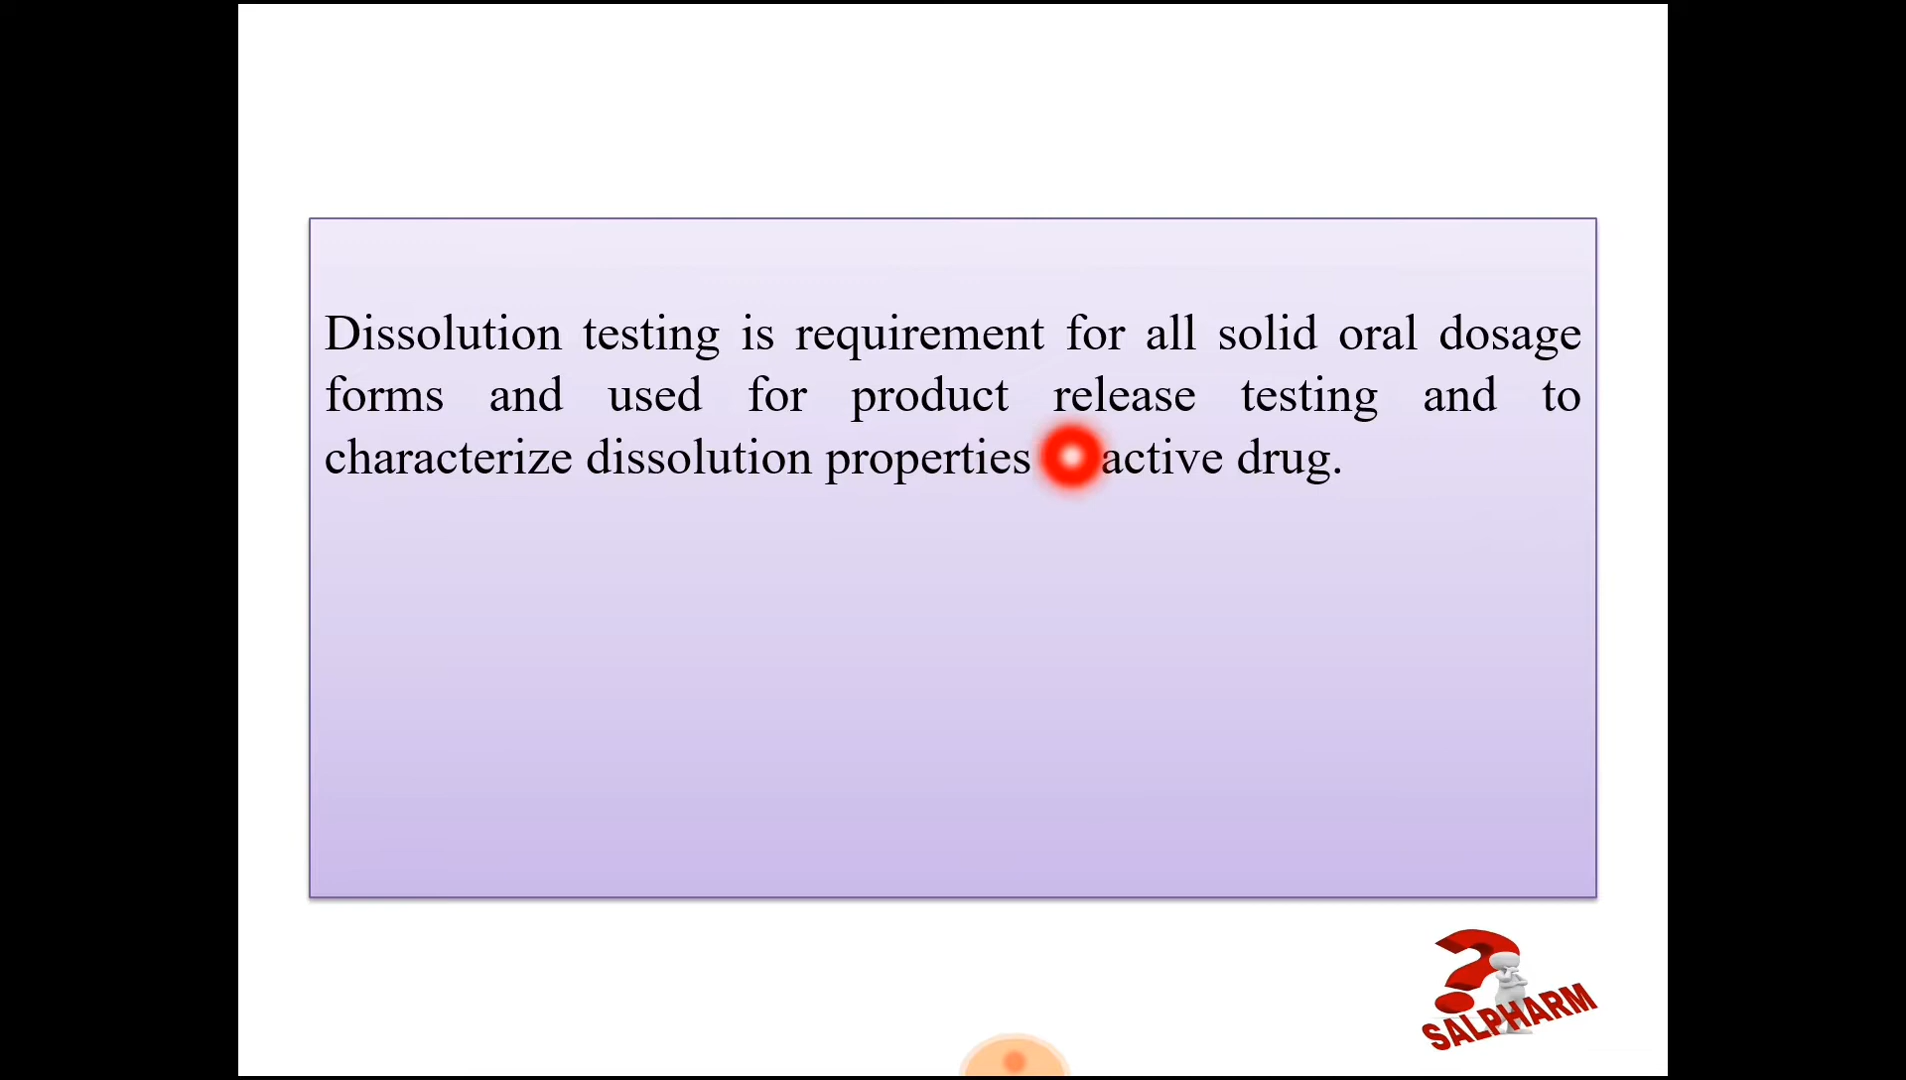 Dissolution testing is requirement for all solid oral dosage
forms and used for product release testing and to
characterize dissolution properties active drug.
SALPHARM